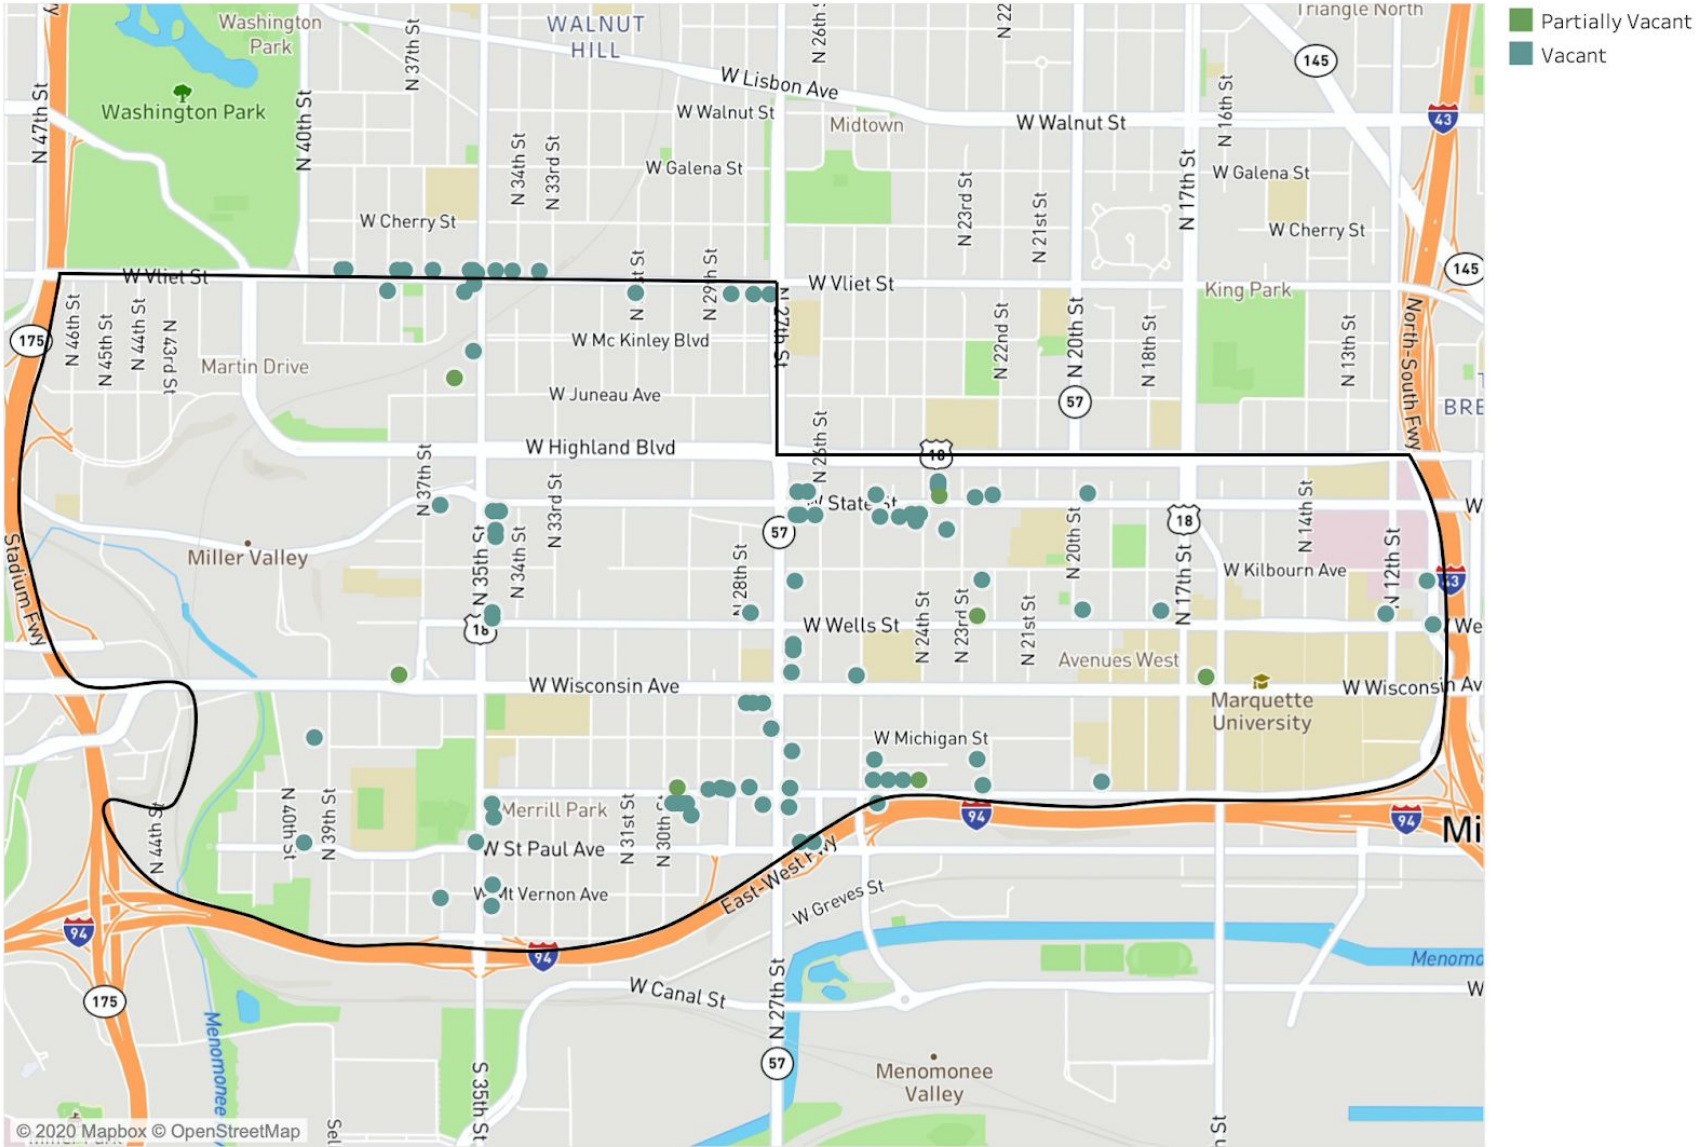 Partially Vacant
Vacant
Washington
Park
WALNUT
HILL
N 37th St
N 26th S
N 22
Triangle North
145
W Lisbon Ave
N 47th St
Washington Park
N 40th St
W Walnut St
Midtown
W Walnut St
N 16th St
43
N 34th St
N 33rd St
W Galena St
N 23rd St
N 21st St
N 17th St
W Galena St
W Cherry St
W Cherry St
W Vliet St
N 29th St
W Vliet St
King Park
145
175
N 46th St
N 45th St
N 44th St
N 43rd St
Martin Drive
W Mc Kinley Blvd
N 27th St
N 22nd St
N 20th St
N 18th St
N 13th St
North-South Fwy
W Juneau Ave
57
BRE
W Highland Blvd
N 26th St
18
N 37th St
N 33rd St
W State St
N 14th St
W
57
18
Miller Valley
N 35th St
N 34th St
N 28th St
N 20th St
N 17th St
W Kilbourn Ave
N 12th St
43
Stadium Fwy
18
W Wells St
N 24th St
N 23rd St
N 21st St
We
Avenues West
W Wisconsin Ave
Marquette
University
W Wisconsin Av
W Michigan St
N 44th St
N 40th St
N 39th St
Merrill Park
N 31st St
N 30th
94
94
Mi
W St Paul Ave
W Mt Vernon Ave
East-West Fwy
W Greves St
94
94
175
W Canal St
N 27th St
Menomo
W
Menomonee
S 35th St
57
Menomonee
Valley
Sel
h St
© 2020 Mapbox © OpenStreetMap